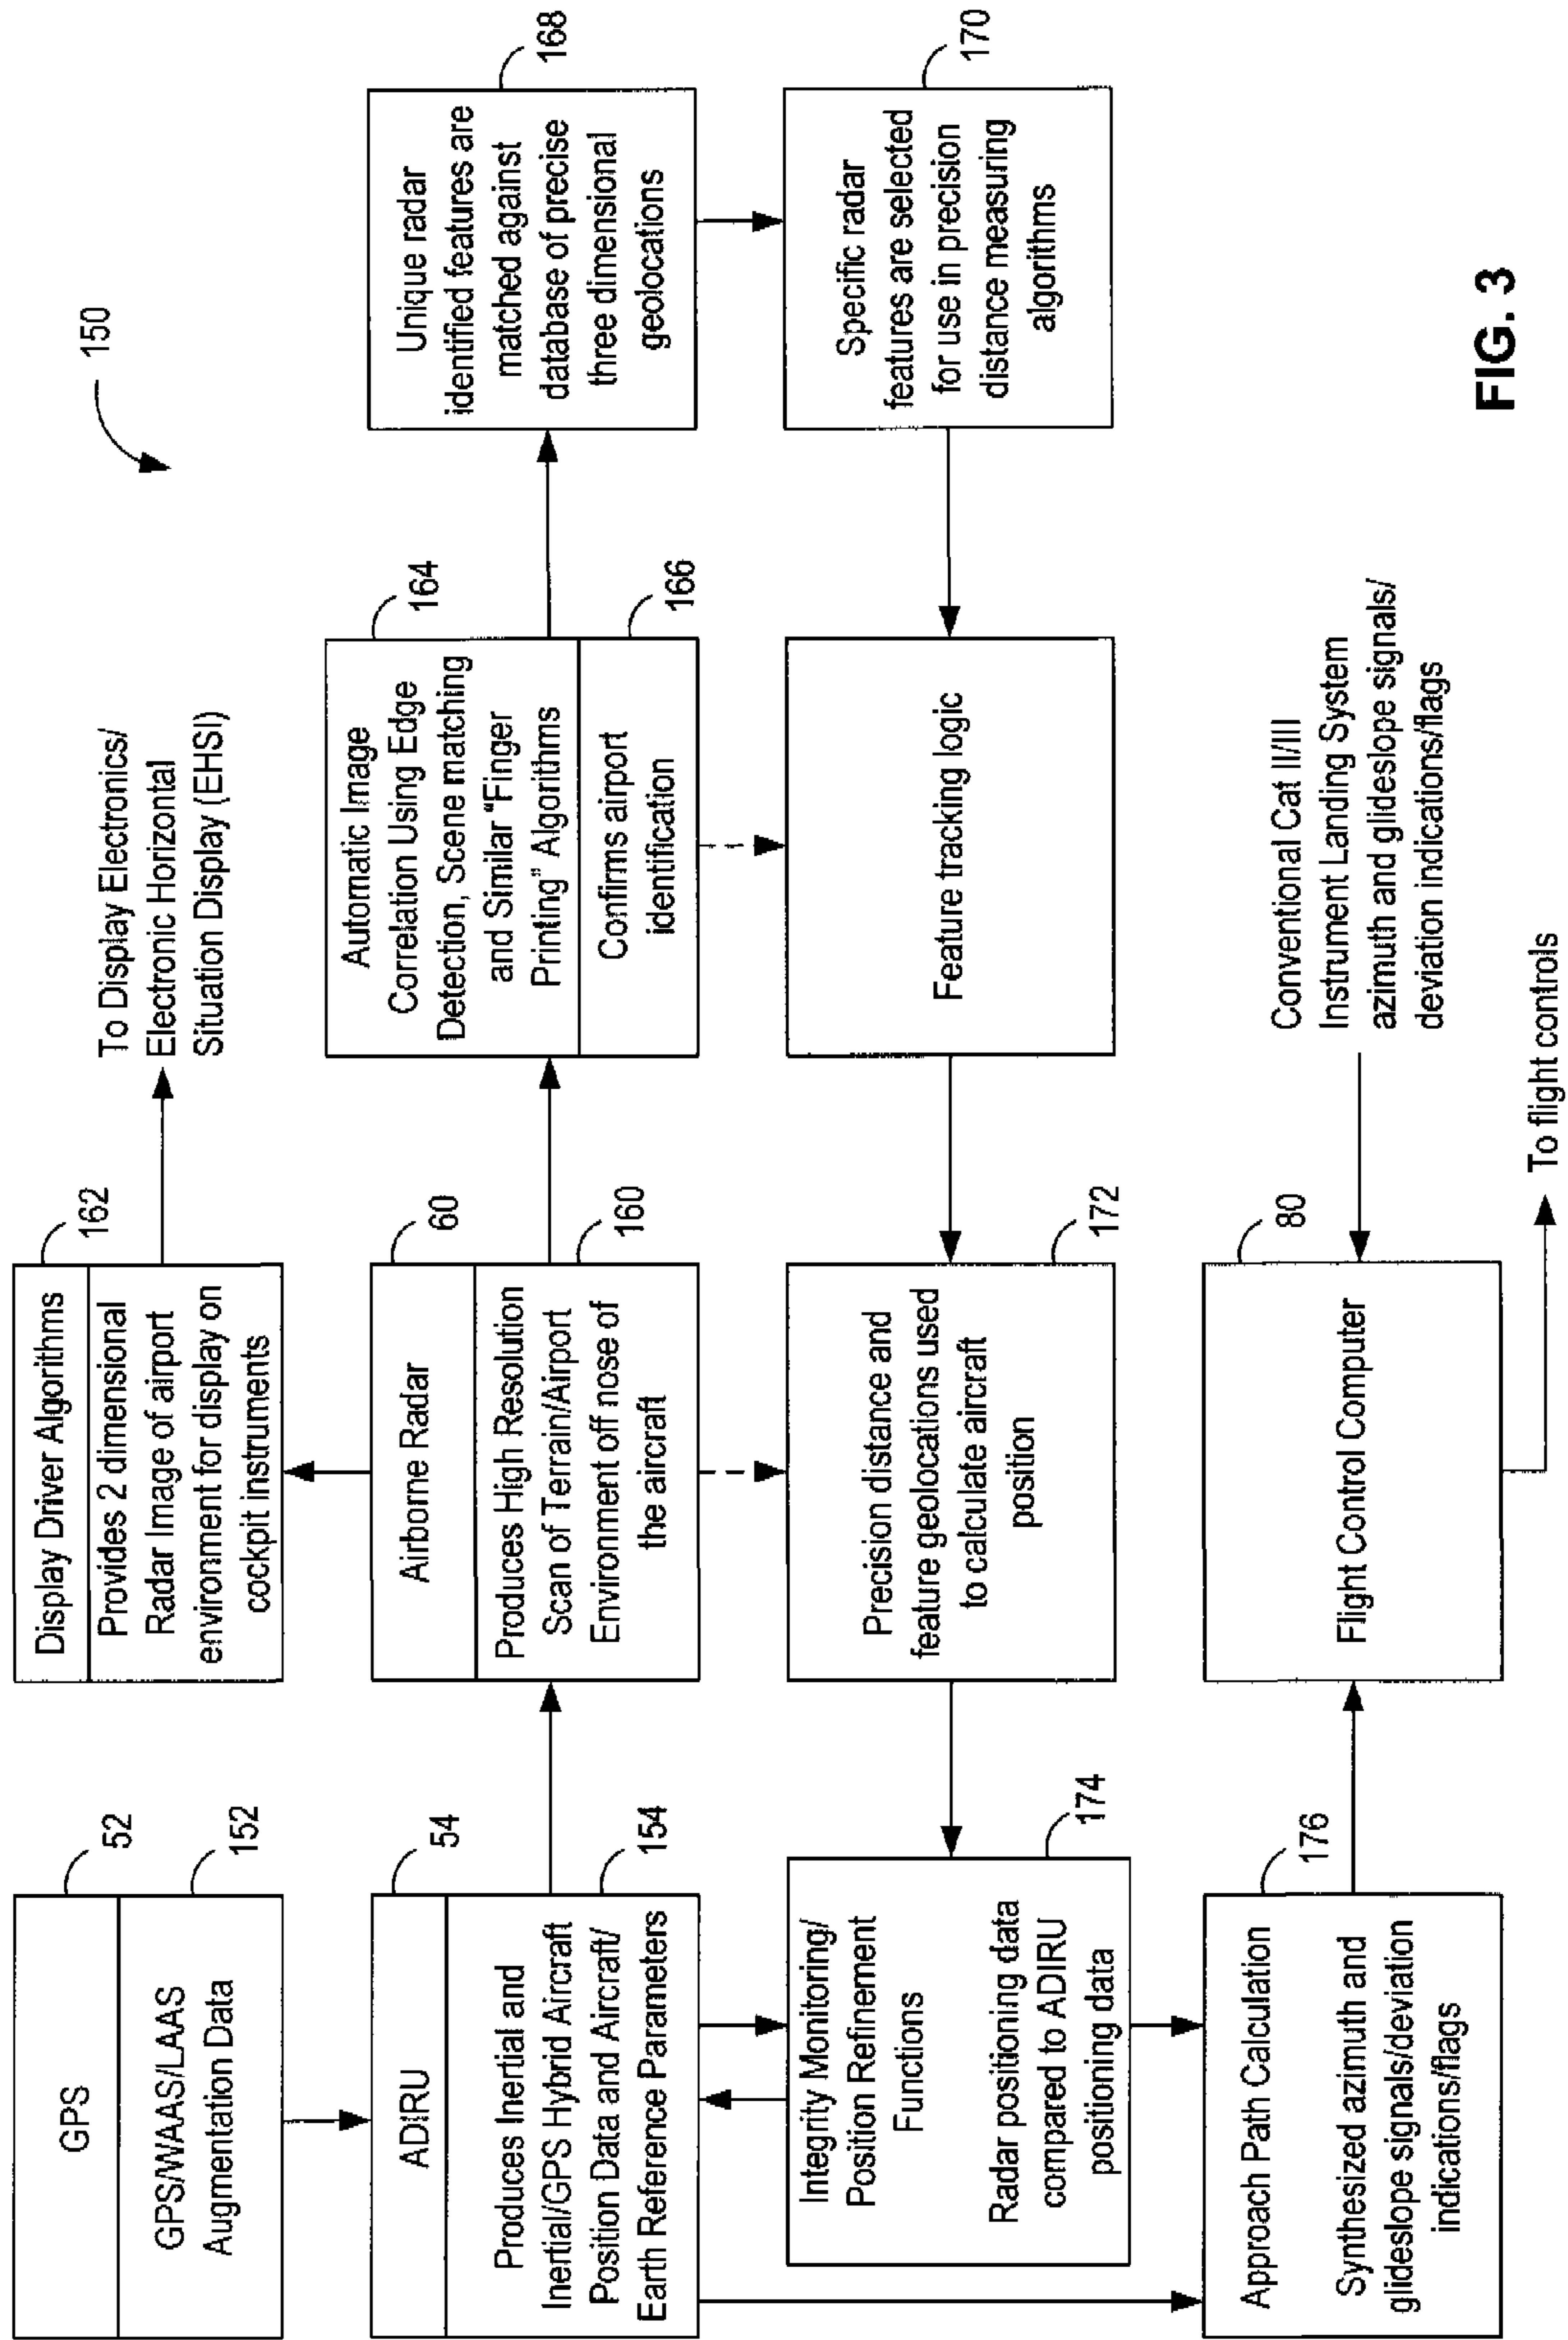 150
GPS
52
GPS/WAAS/LAAS
Augmentation Data
152
Display Driver Algorithms
162
Provides 2 dimensional
Radar Image of airport
environment for display on
cockpit instruments
To Display Electronics/
Electronic Horizontal
Situation Display (EHSI)
ADIRU
54
Produces Inertial and
Inertial/GPS Hybrid Aircraft
Position Data and Aircraft/
Earth Reference Parameters
154
Airborne Radar
60
Produces High Resolution
Scan of Terrain/Airport
Environment off nose of
the aircraft
160
Automatic Image
Correlation Using Edge
Detection, Scene matching
and Similar “Finger
Printing” Algorithms
164
Confirms airport
identification
166
Unique radar
identified features are
matched against
database of precise
three dimensional
geolocations
168
Integrity Monitoring/
Position Refinement
Functions
Radar positioning data
compared to ADIRU
positioning data
174
Precision distance and
feature geolocations used
to calculate aircraft
position
172
Feature tracking logic
Specific radar
features are selected
for use in precision
distance measuring
algorithms
170
Approach Path Calculation
176
Synthesized azimuth and
glideslope signals/deviation
indications/flags
Flight Control Computer
80
Conventional Cat II/III
Instrument Landing System
azimuth and glideslope signals/
deviation indications/flags
To flight controls
FIG. 3